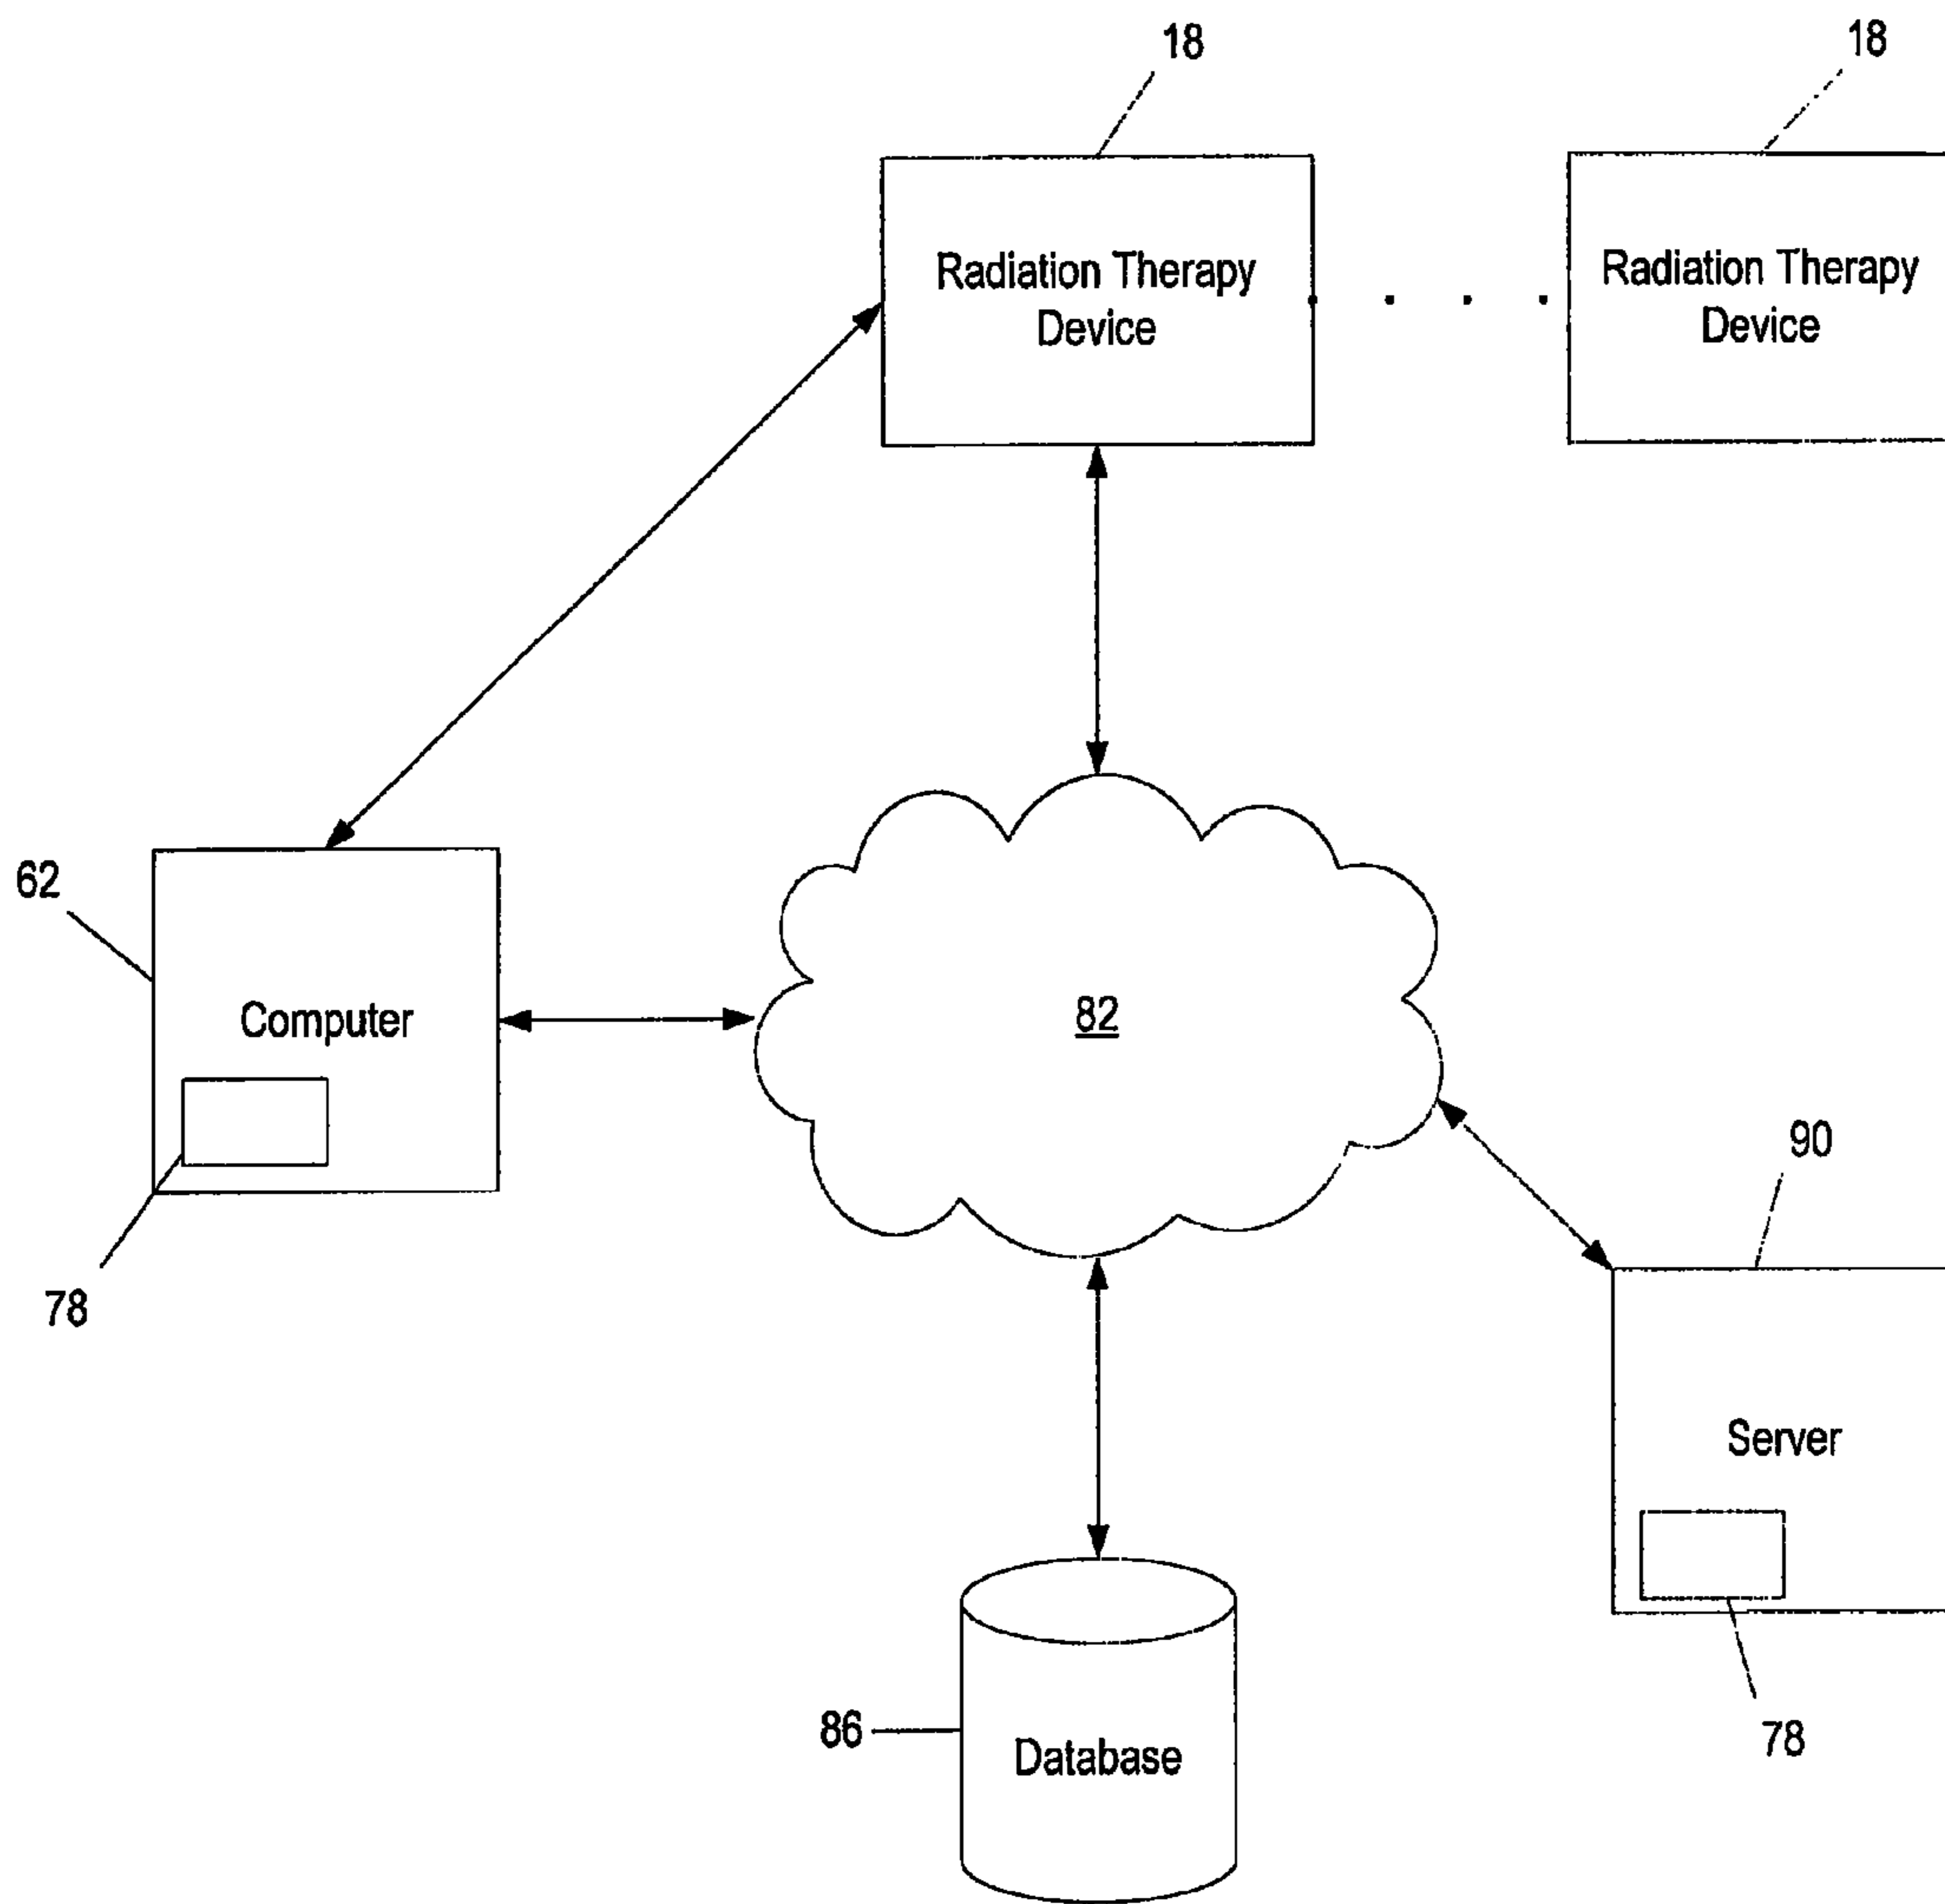 18
18
Radiation Therapy
Device
Radiation Therapy
Device
62
Computer
82
78
90
Server
86
Database
78